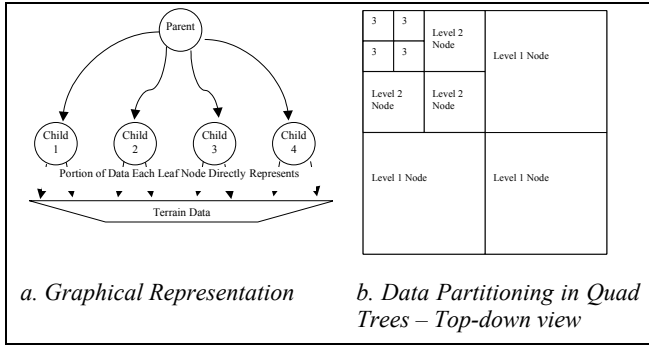 Parent
Child
1
Child
2
Child
3
Child
4
Portion of Data Each Leaf Node Directly Represents
Terrain Data
a. Graphical Representation
3 3
3 3
Level 2
Node
Level 1 Node
Level 2
Node
Level 2
Node
Level 1 Node
Level 1 Node
b. Data Partitioning in Quad
Trees – Top-down view